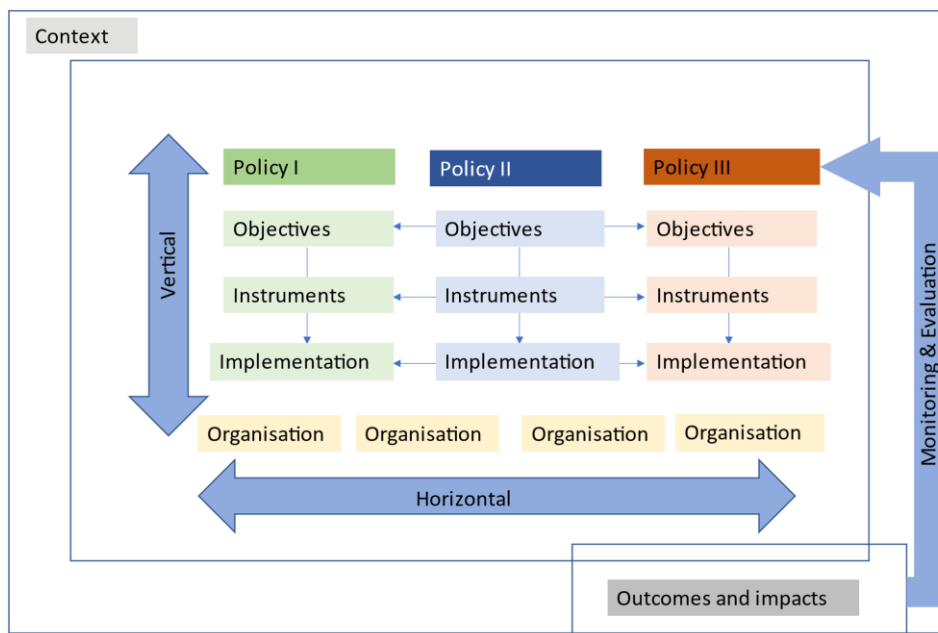 Context
Policy I
Policy II
Policy III
Vertical
Objectives
Objectives
Objectives
Instruments
Instruments
Instruments
Implementation
Implementation
Implementation
Organisation
Organisation
Organisation
Organisation
Horizontal
Monitoring & Evaluation
Outcomes and impacts